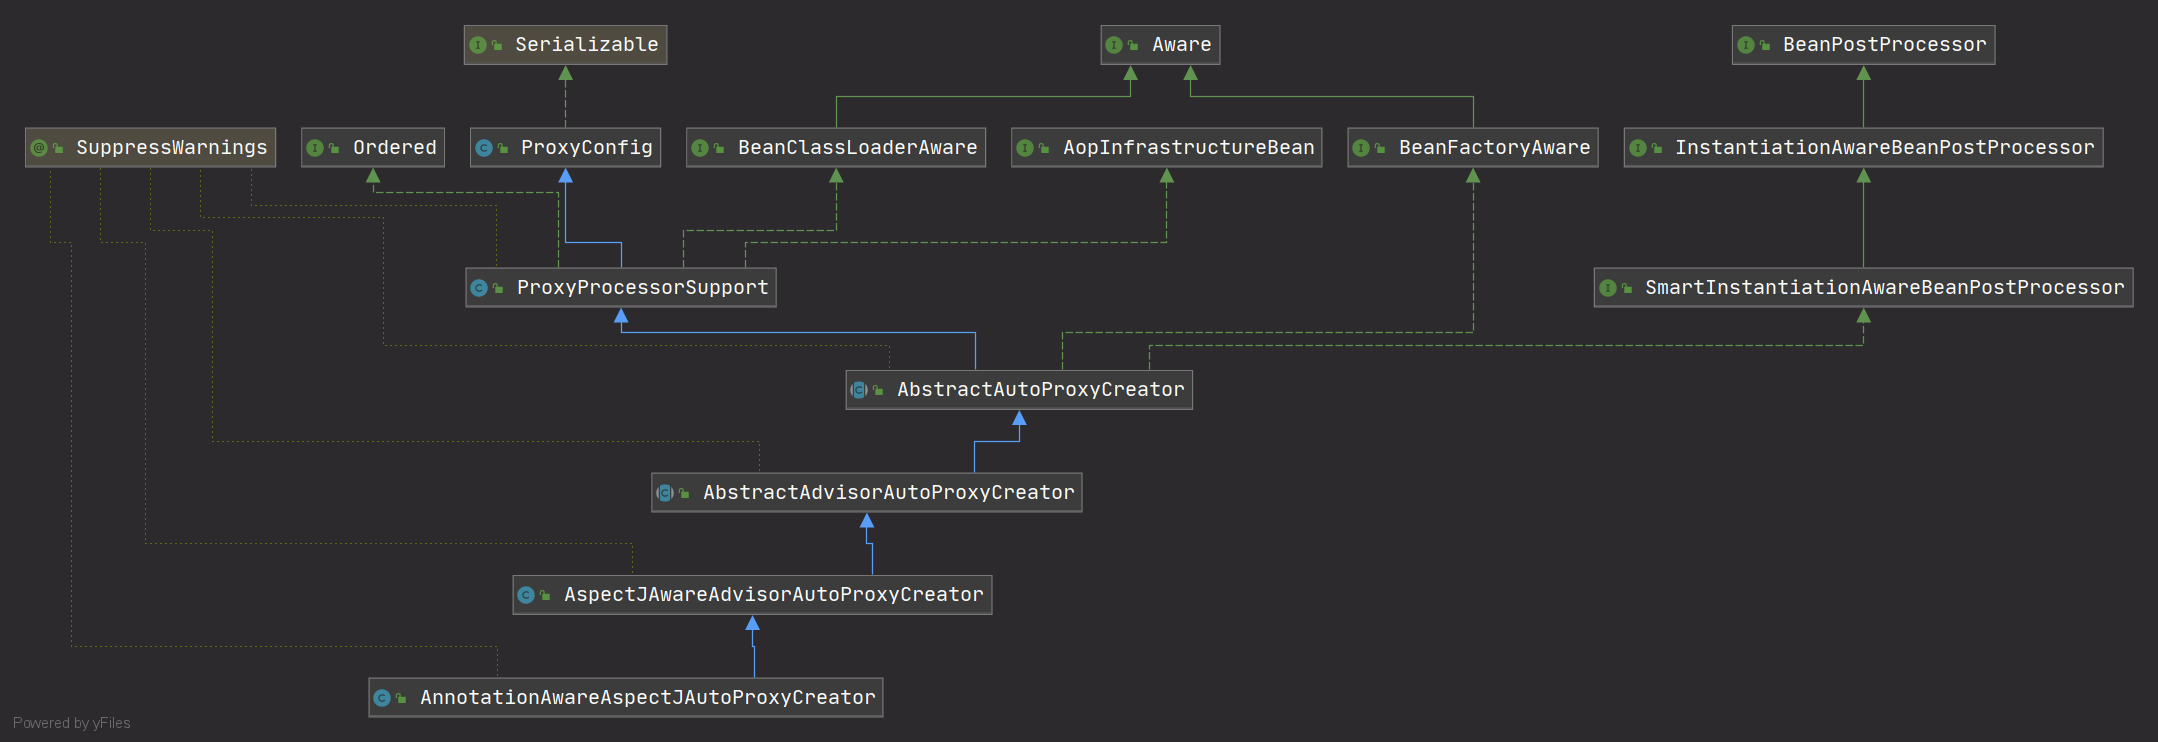 Serializable
Aware
BeanPostProcessor
SuppressWarnings
Ordered
ProxyConfig
BeanClassLoaderAware
AopInfrastructureBean
BeanFactoryAware
InstantiationAwareBeanPostProcessor
ProxyProcessorSupport
SmartInstantiationAwareBeanPostProcessor
AbstractAutoProxyCreator
AbstractAdvisorAutoProxyCreator
AspectJAwareAdvisorAutoProxyCreator
AnnotationAwareAspectJAutoProxyCreator
Powered by yFiles